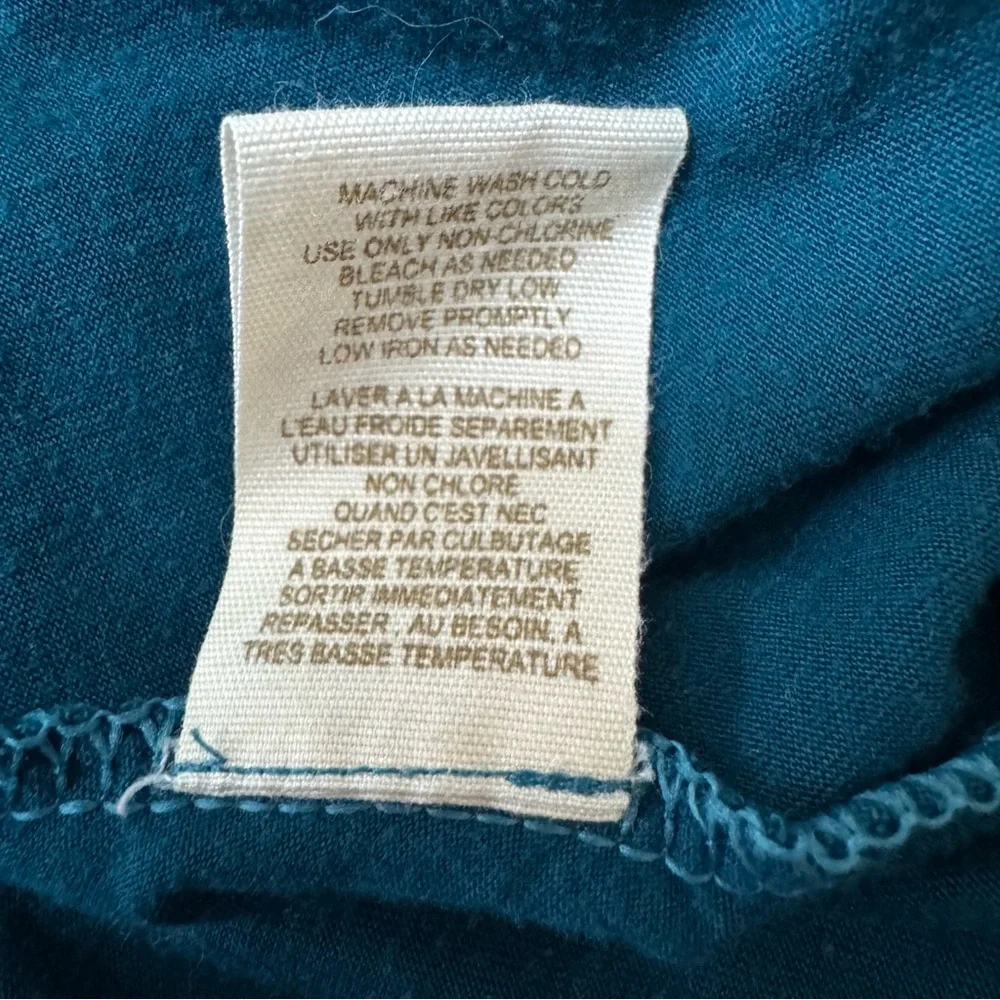 MACHINE WASH COLD
WITH LIKE COLORS
USE ONLY NON-CHLORINE
BLEACH AS NEEDED
TUMBLE DRY LOW
REMOVE PROMPTLY
LOW IRON AS NEEDED
LAVER A LA MACHINE A
L'EAU FROIDE SEPAREMENT
UTILISER UN JAVELLISANT
NON CHLORE
QUAND C'EST NEC
SECHER PAR CULBUTAGE
A BASSE TEMPERATURE
SORTIR IMMEDIATEMENT
REPASSER AU BESOIN, A
TRES BASSE TEMPERATURE